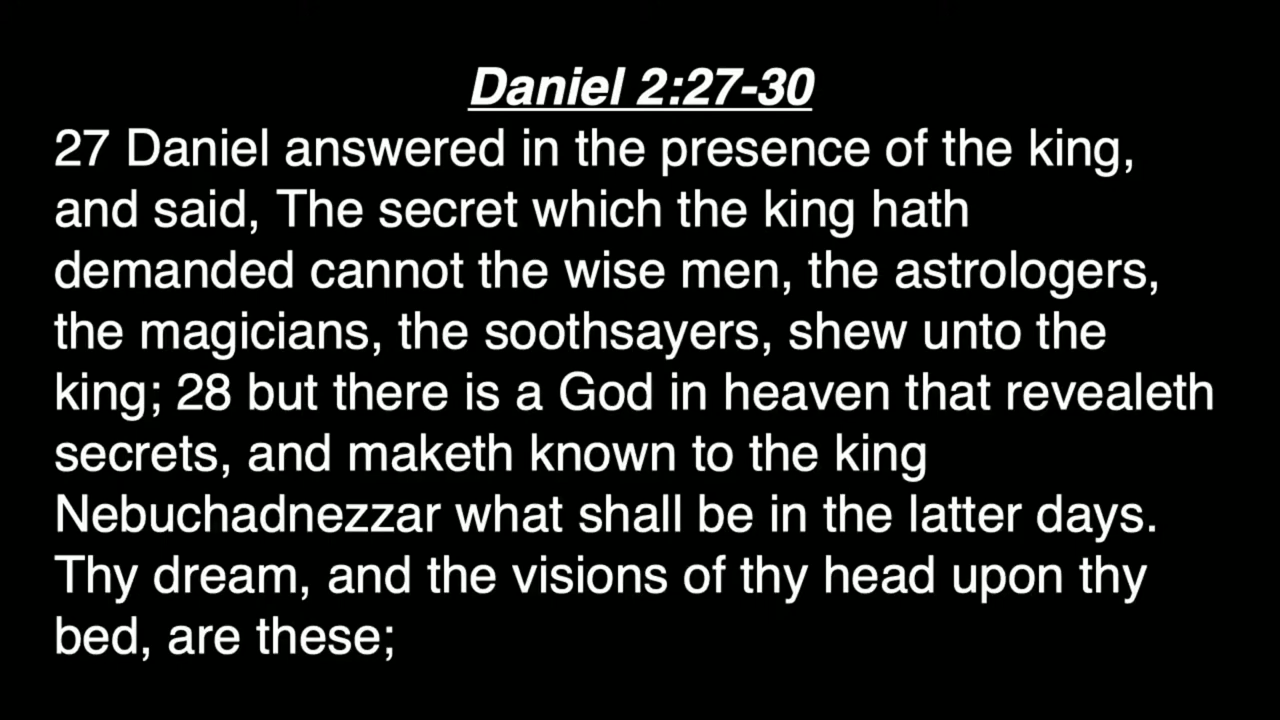 Daniel 2:27-30
27 Daniel answered in the presence of the king,
and said, The secret which the king hath
demanded cannot the wise men, the astrologers,
the magicians, the soothsayers, shew unto the
king; 28 but there is a God in heaven that revealeth
secrets, and maketh known to the king
Nebuchadnezzar what shall be in the latter days.
Thy dream, and the visions of thy head upon thy
bed, are these;